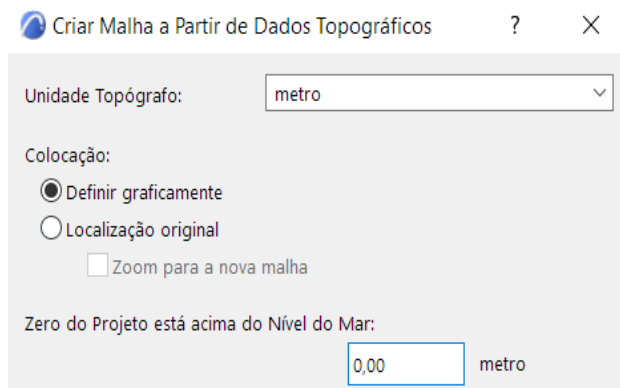 Criar Malha a Partir de Dados Topográficos ?
Unidade Topógrafo: metro
Colocação:
Definir graficamente
Localização original
Zoom para a nova malha
Zero do Projeto está acima do Nível do Mar:
0,00 metro